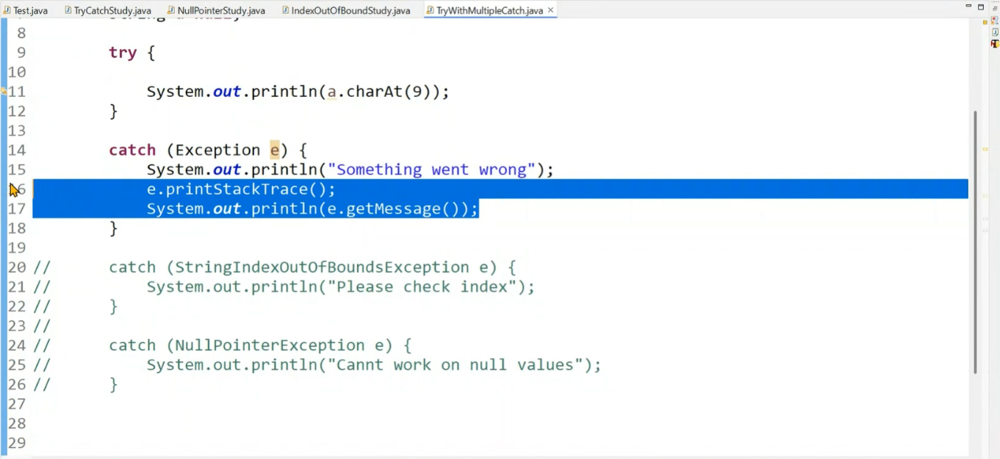 Test.java TryCatchStudy.java NullPointerStudy.java IndexOutOfBoundStudy.java TryWithMultipleCatch.java
8
9 try {
10
11 System.out.println(a.charAt(9));
12 }
13
14 catch (Exception e) {
15 System.out.println("Something went wrong");
16 e.printStackTrace();
17 System.out.println(e.getMessage());
18 }
19
20 // catch (StringIndexOutOfBoundsException e) {
21 // System.out.println("Please check index");
22 // }
23 //
24 // catch (NullPointerException e) {
25 // System.out.println("Cannt work on null values");
26 // }
27
28
29